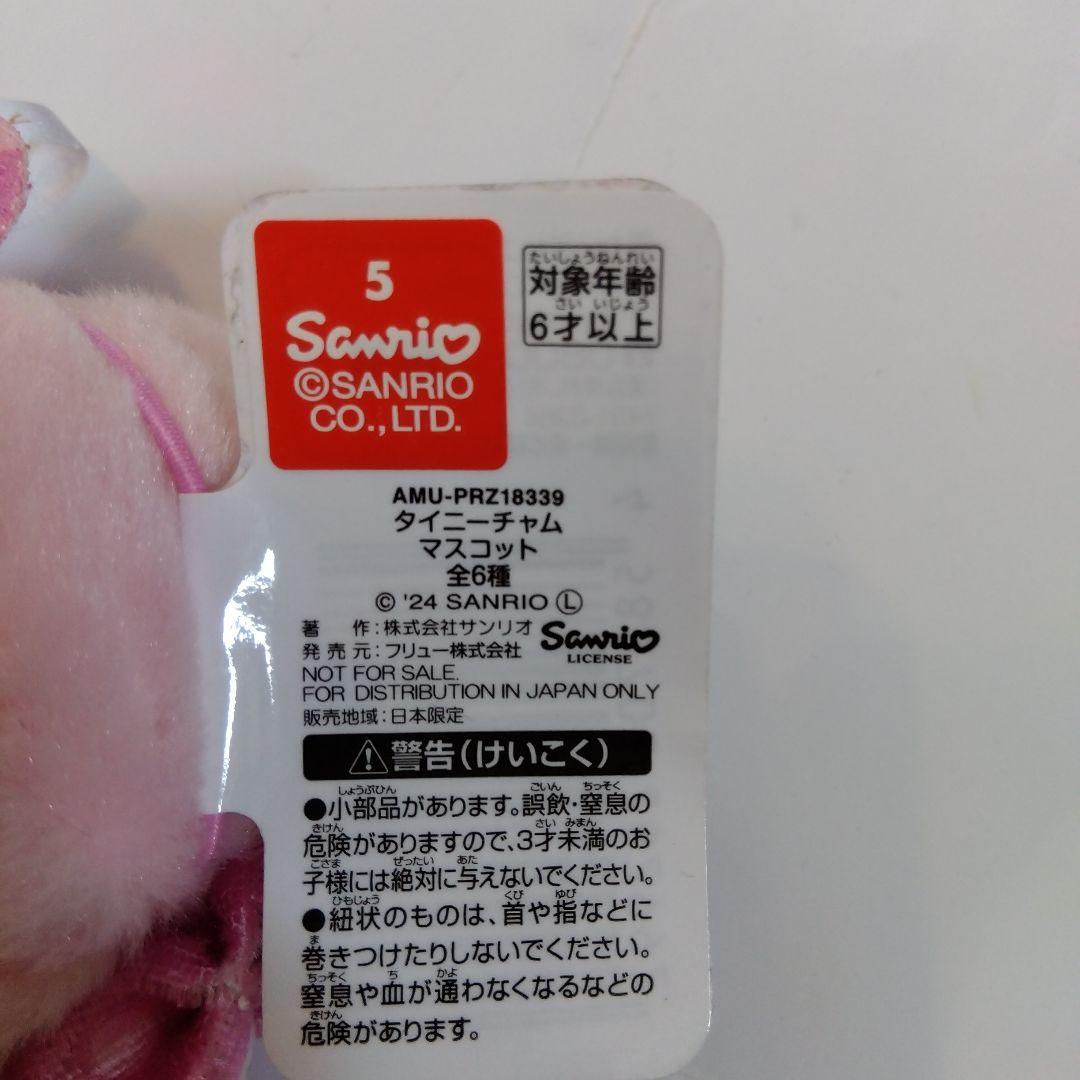 5
Sanrio
©SANRIO
CO.,LTD.
たいしょうねんれい
対象年齢
さい いじょう
6才以上
AMU-PRZ18339
タイニーチャム
マスコット
全6種
© '24 SANRIO Ⓛ
著 作:株式会社サンリオ
発売元:フリュー株式会社
Sanrio
LICENSE
NOT FOR SALE.
FOR DISTRIBUTION IN JAPAN ONLY
販売地域:日本限定
⚠警告(けいこく)
しょうぶひん ごいん ちっそく
●小部品があります。誤飲・窒息の
きけん さい みまん
危険がありますので、3才未満のお
こさま ぜったい あた
子様には絶対に与えないでください。
ひもじょう くび ゆび
●紐状のものは、首や指などに
ま
巻きつけたりしないでください。
ちっそく ち かよ
窒息や血が通わなくなるなどの
きけん
危険があります。